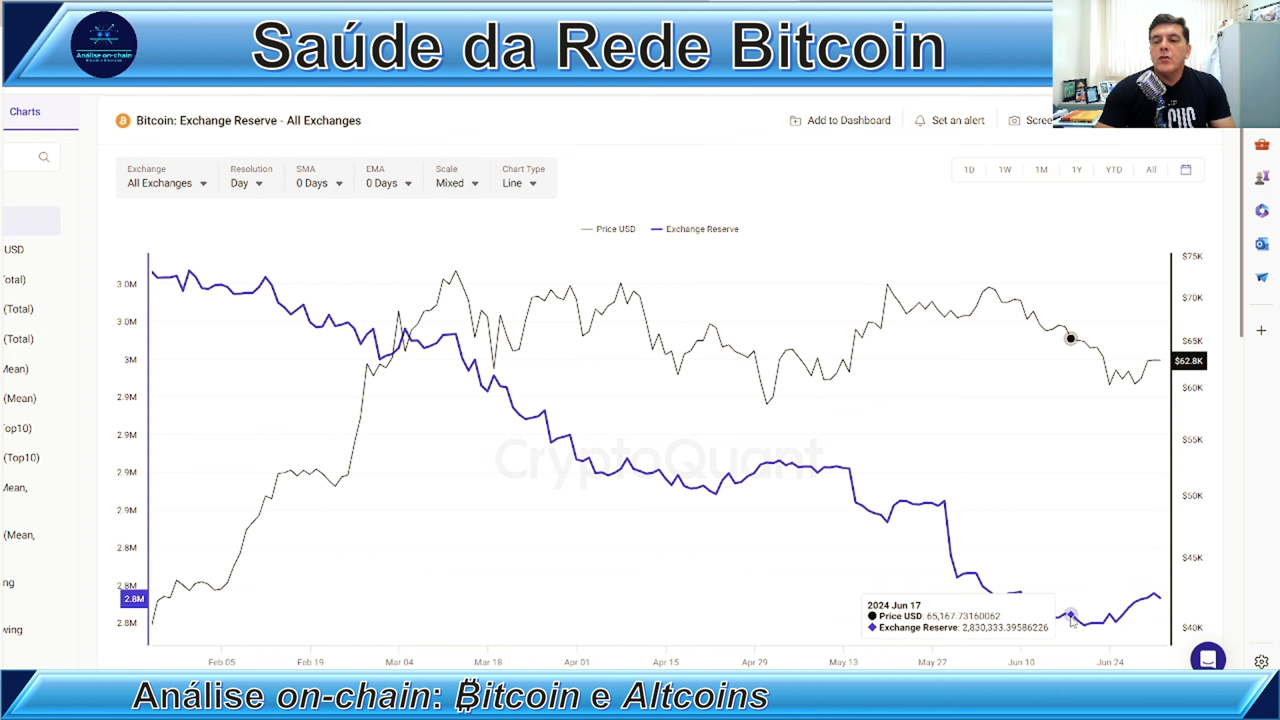 Saúde da Rede Bitcoin
Análise on-chain
Charts
Bitcoin: Exchange Reserve - All Exchanges
Add to Dashboard
Set an alert
Scree
Exchange
All Exchanges
Resolution
Day
SMA
0 Days
EMA
0 Days
Scale
Mixed
Chart Type
Line
1D
1W
1M
1Y
YTD
All
USD
otal)
(Total)
(Total)
ean)
(Mean)
op10)
(Top10)
Mean,
(Mean,
ng
wing
Price USD
Exchange Reserve
3.0M
3.0M
3M
2.9M
2.9M
2.9M
2.9M
2.8M
2.8M
2.8M
2.8M
$75K
$70K
$65K
$62.8K
$60K
$55K
$50K
$45K
$40K
CryptoQuant
2024 Jun 17
Price USD: 65,167.73160062
Exchange Reserve: 2,830,333.39586226
Feb 05
Feb 19
Mar 04
Mar 18
Apr 01
Apr 15
Apr 29
May 13
May 27
Jun 10
Jun 24
Análise on-chain: ₿itcoin e Altcoins